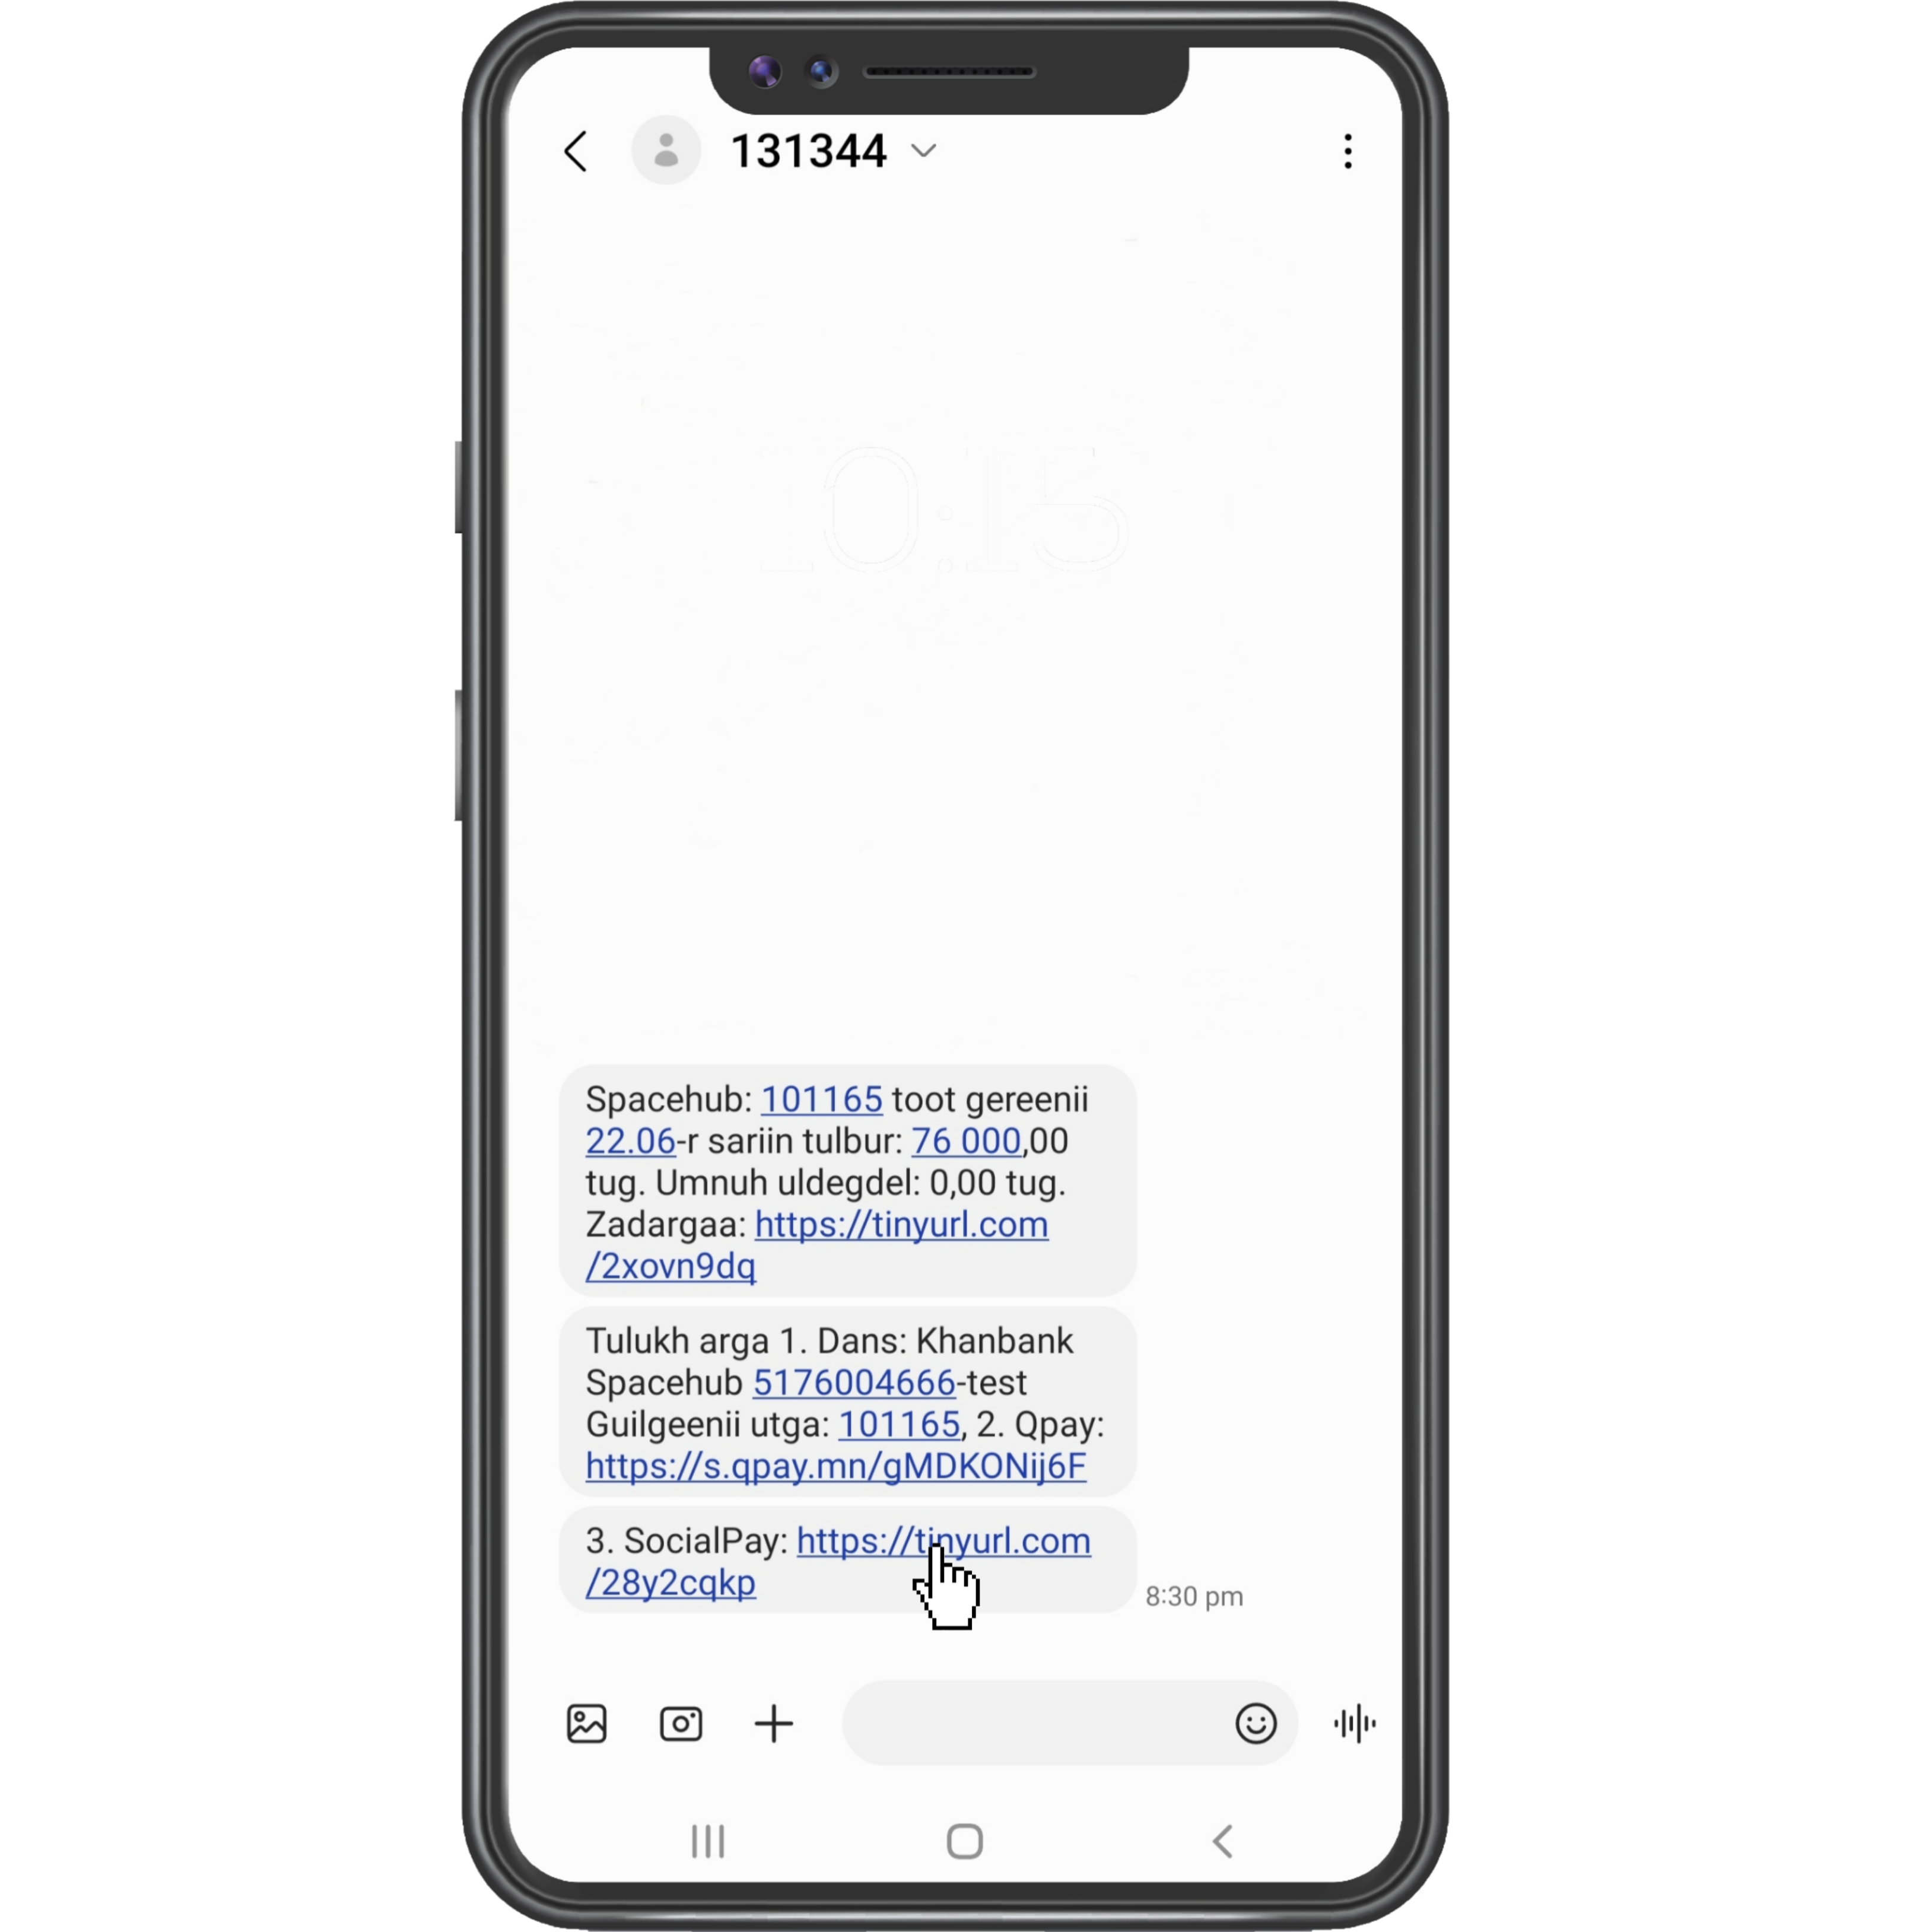 131344
10:15
Spacehub: 101165 toot gereenii
22.06-r sariin tulbur: 76 000,00
tug. Umnuh uldegdel: 0,00 tug.
Zadargaa: https://tinyurl.com
/2xovn9dq
Tulukh arga 1. Dans: Khanbank
Spacehub 5176004666-test
Guilgeenii utga: 101165, 2. Qpay:
https://s.qpay.mn/gMDKONij6F
3. SocialPay: https://tinyurl.com
/28y2cqkp
8:30 pm